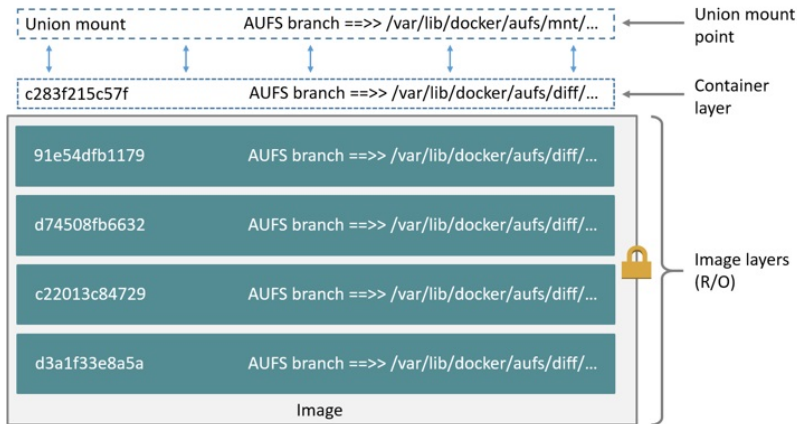 Union mount AUFS branch ==>> /var/lib/docker/aufs/mnt/...
Union mount
point
c283f215c57f AUFS branch ==>> /var/lib/docker/aufs/diff/...
Container
layer
91e54dfb1179 AUFS branch ==>> /var/lib/docker/aufs/diff/...
d74508fb6632 AUFS branch ==>> /var/lib/docker/aufs/diff/...
c22013c84729 AUFS branch ==>> /var/lib/docker/aufs/diff/...
d3a1f33e8a5a AUFS branch ==>> /var/lib/docker/aufs/diff/...
Image layers
(R/O)
Image